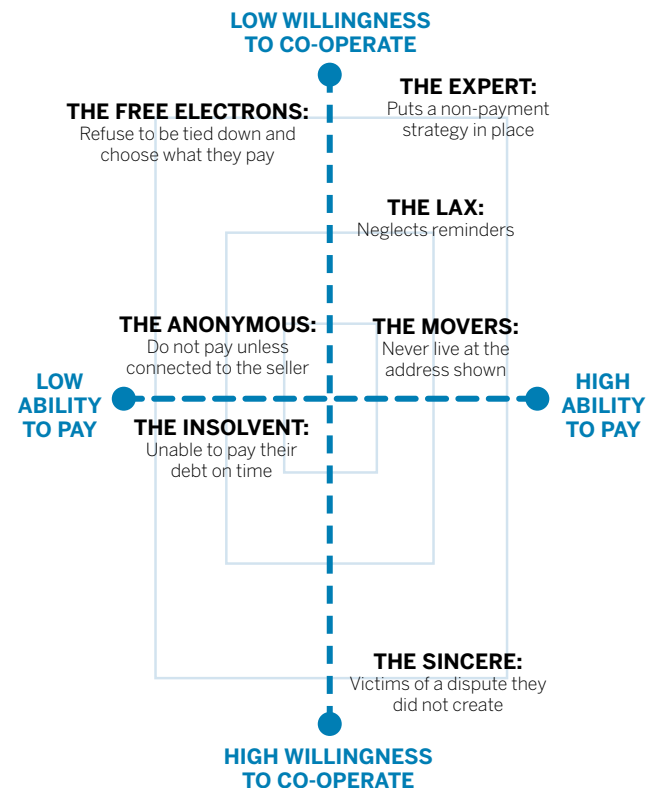 LOW WILLINGNESS
TO CO-OPERATE
THE EXPERT:
Puts a non-payment
strategy in place
THE FREE ELECTRONS:
Refuse to be tied down and
choose what they pay
THE LAX:
Neglects reminders
THE ANONYMOUS:
Do not pay unless
connected to the seller
THE MOVERS:
Never live at the
address shown
LOW
ABILITY
TO PAY
HIGH
ABILITY
TO PAY
THE INSOLVENT:
Unable to pay their
debt on time
THE SINCERE:
Victims of a dispute they
did not create
HIGH WILLINGNESS
TO CO-OPERATE